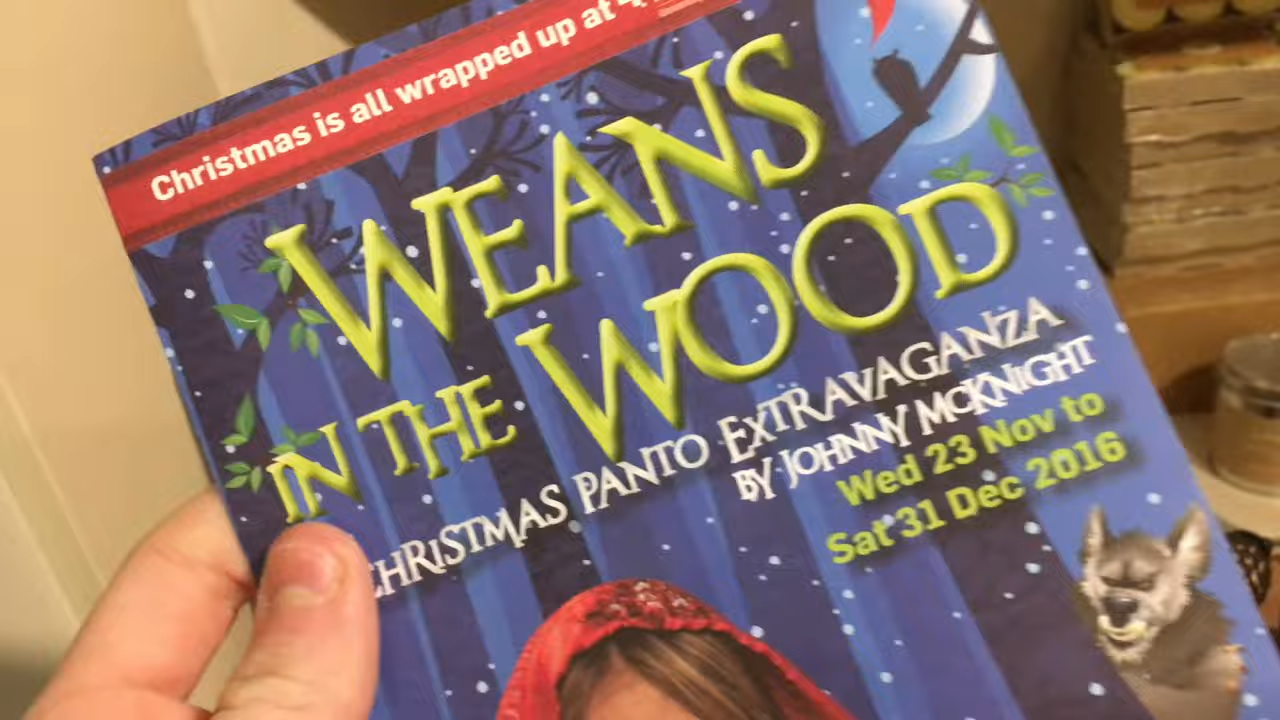 Christmas is all wrapped up at
WEANS
IN THE WOOD
CHRISTMAS PANTO EXTRAVAGANZA
BY JOHNNY MCKNIGHT
Wed 23 Nov to
Sat 31 Dec 2016